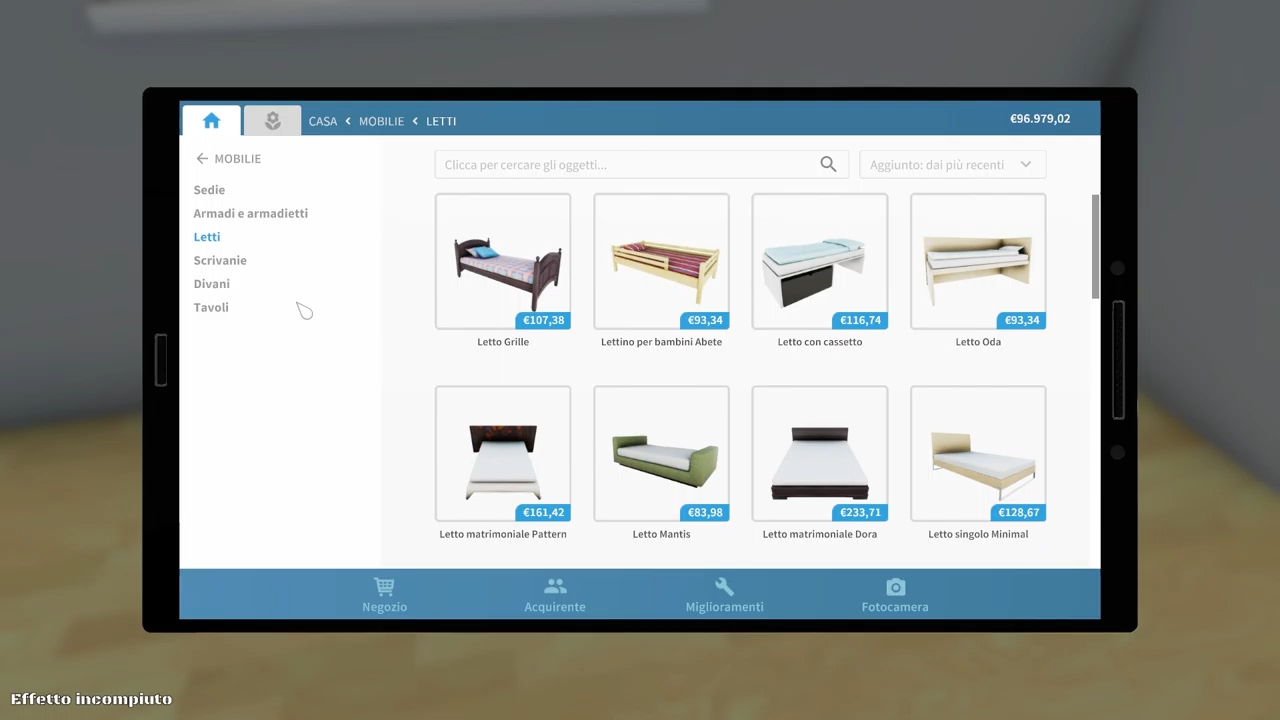 CASA < MOBILIE < LETTI
€96.979,02
MOBILIE
Sedie
Armadi e armadietti
Letti
Scrivanie
Divani
Tavoli
Clicca per cercare gli oggetti...
Aggiunto: dai più recenti
€107,38
€93,34
€116,74
€93,34
Letto Grille
Lettino per bambini Abete
Letto con cassetto
Letto Oda
€161,42
€83,98
€233,71
€128,67
Letto matrimoniale Pattern
Letto Mantis
Letto matrimoniale Dora
Letto singolo Minimal
Negozio
Acquirente
Miglioramenti
Fotocamera
Effetto incompiuto